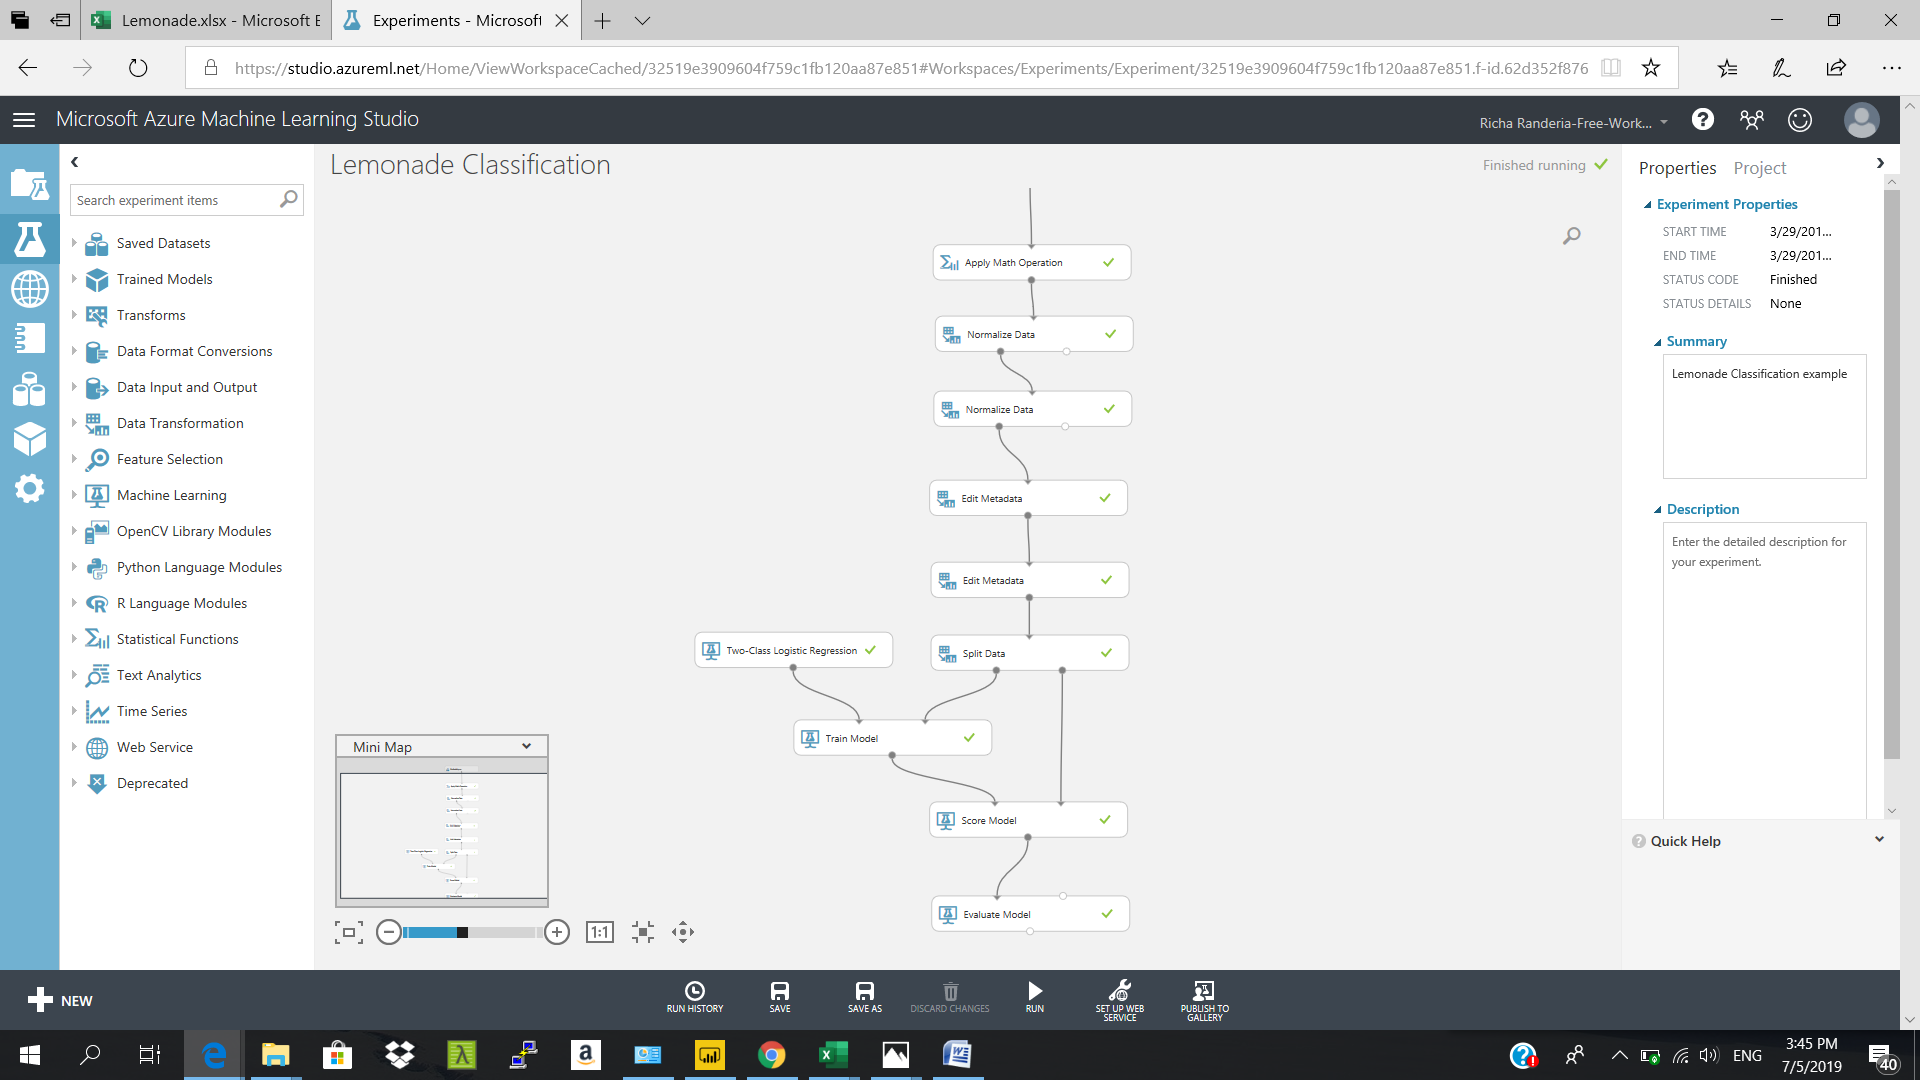 Lemonade.xlsx - Microsoft E
Experiments - Microsoft
https://studio.azureml.net/Home/ViewWorkspaceCached/32519e3909604f759c1fb120aa87e851#Workspaces/Experiments/Experiment/32519e3909604f759c1fb120aa87e851.f-id.62d352f876
Microsoft Azure Machine Learning Studio
Richa Randeria-Free-Work...
Lemonade Classification
Finished running
Search experiment items
Saved Datasets
Trained Models
Transforms
Data Format Conversions
Data Input and Output
Data Transformation
Feature Selection
Machine Learning
OpenCV Library Modules
Python Language Modules
R Language Modules
Statistical Functions
Text Analytics
Time Series
Web Service
Deprecated
Apply Math Operation
Normalize Data
Normalize Data
Edit Metadata
Edit Metadata
Two-Class Logistic Regression
Split Data
Train Model
Score Model
Evaluate Model
Mini Map
1:1
Properties Project
Experiment Properties
START TIME 3/29/201...
END TIME 3/29/201...
STATUS CODE Finished
STATUS DETAILS None
Summary
Lemonade Classification example
Description
Enter the detailed description for
your experiment.
Quick Help
NEW
RUN HISTORY
SAVE
SAVE AS
DISCARD CHANGES
RUN
SET UP WEB
SERVICE
PUBLISH TO
GALLERY
ENG
3:45 PM
7/5/2019
40